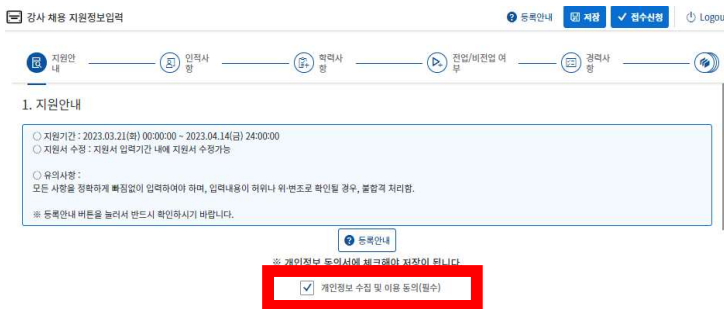 강사 채용 지원정보입력
등록안내 저장 접수신청 Logou
지원안
내
인적사
항
학력사
항
전업/비전업 여
부
경력사
항
1. 지원안내
○ 지원기간 : 2023.03.21(화) 00:00:00 ~ 2023.04.14(금) 24:00:00
○ 지원서 수정 : 지원서 입력기간 내에 지원서 수정가능
○ 유의사항 :
모든 사항을 정확하게 빠짐없이 입력하여야 하며, 입력내용이 허위나 위·변조로 확인될 경우, 불합격 처리함.
※ 등록안내 버튼을 눌러서 반드시 확인하시기 바랍니다.
등록안내
※ 개인정보 동의서에 체크해야 저장이 됩니다
개인정보 수집 및 이용 동의(필수)